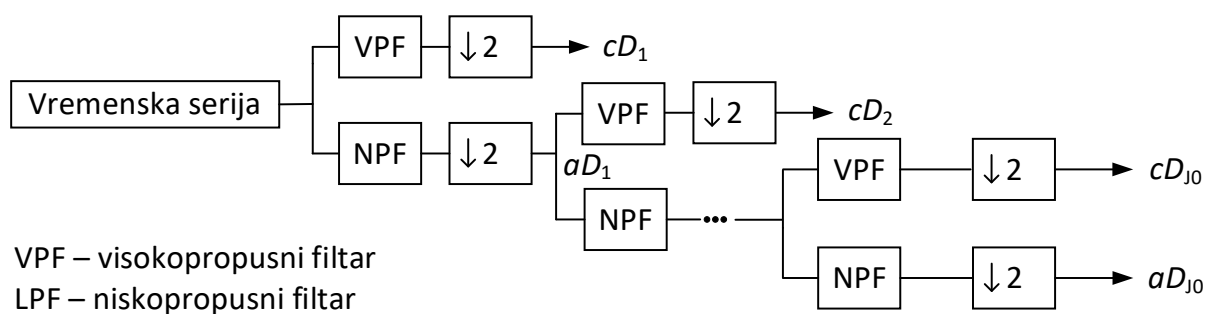 VPF ↓2 cD1
Vremenska serija
VPF ↓2 cD2
NPF ↓2 aD1
VPF ↓2 cDJ0
NPF •••
VPF – visokopropusni filtar
NPF ↓2 aDJ0
LPF – niskopropusni filtar